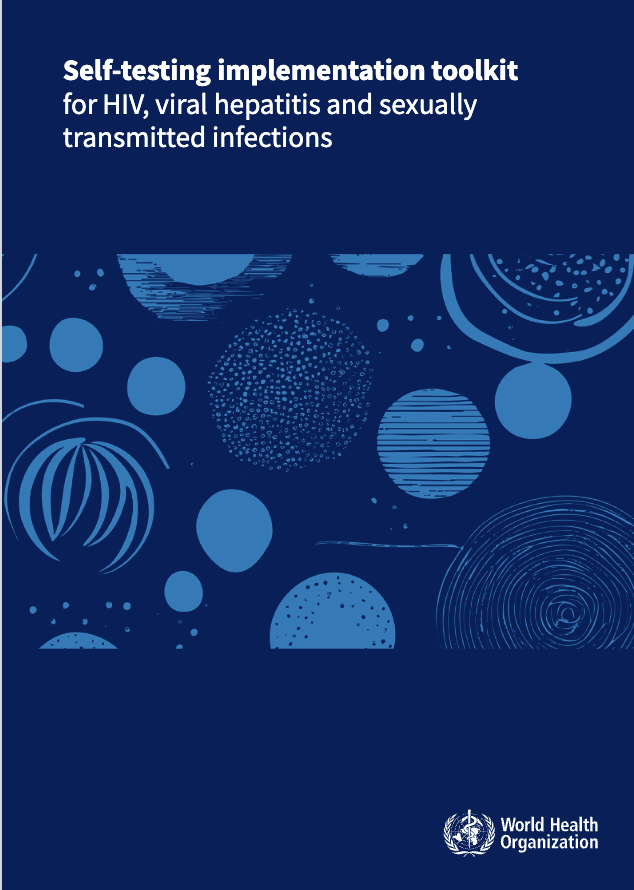 Self-testing implementation toolkit
for HIV, viral hepatitis and sexually
transmitted infections
World Health
Organization